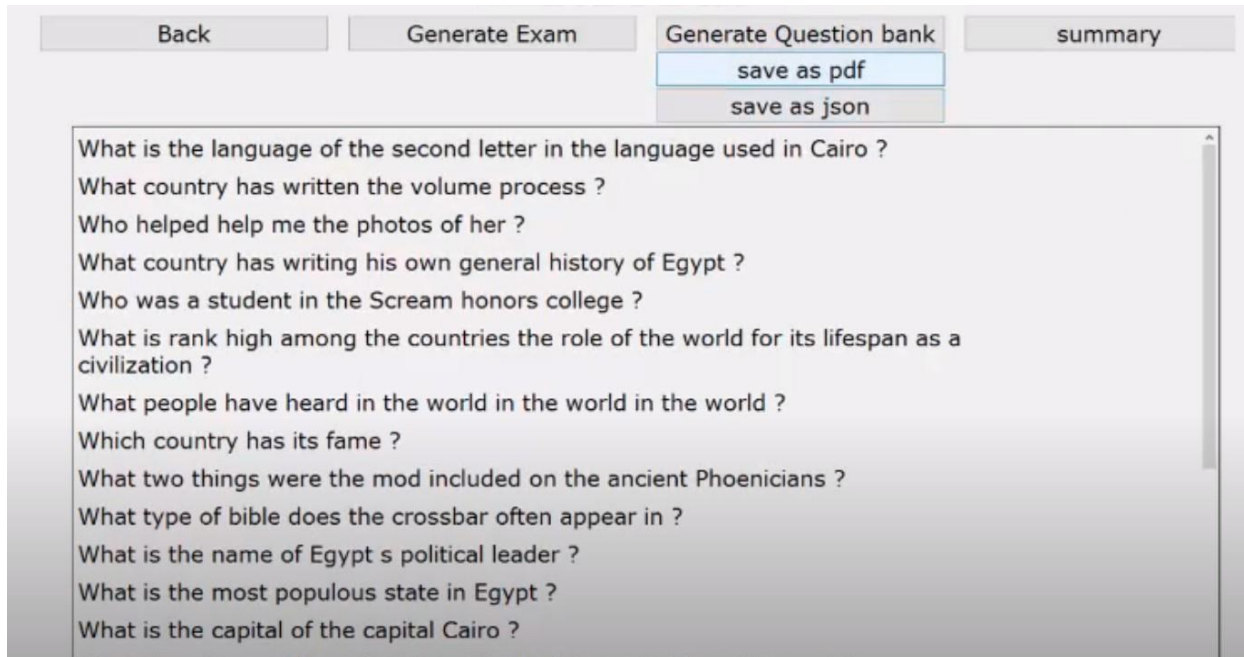 Back Generate Exam Generate Question bank summary
save as pdf
save as json
What is the language of the second letter in the language used in Cairo ?
What country has written the volume process ?
Who helped help me the photos of her ?
What country has writing his own general history of Egypt ?
Who was a student in the Scream honors college ?
What is rank high among the countries the role of the world for its lifespan as a
civilization ?
What people have heard in the world in the world in the world ?
Which country has its fame ?
What two things were the mod included on the ancient Phoenicians ?
What type of bible does the crossbar often appear in ?
What is the name of Egypt s political leader ?
What is the most populous state in Egypt ?
What is the capital of the capital Cairo ?